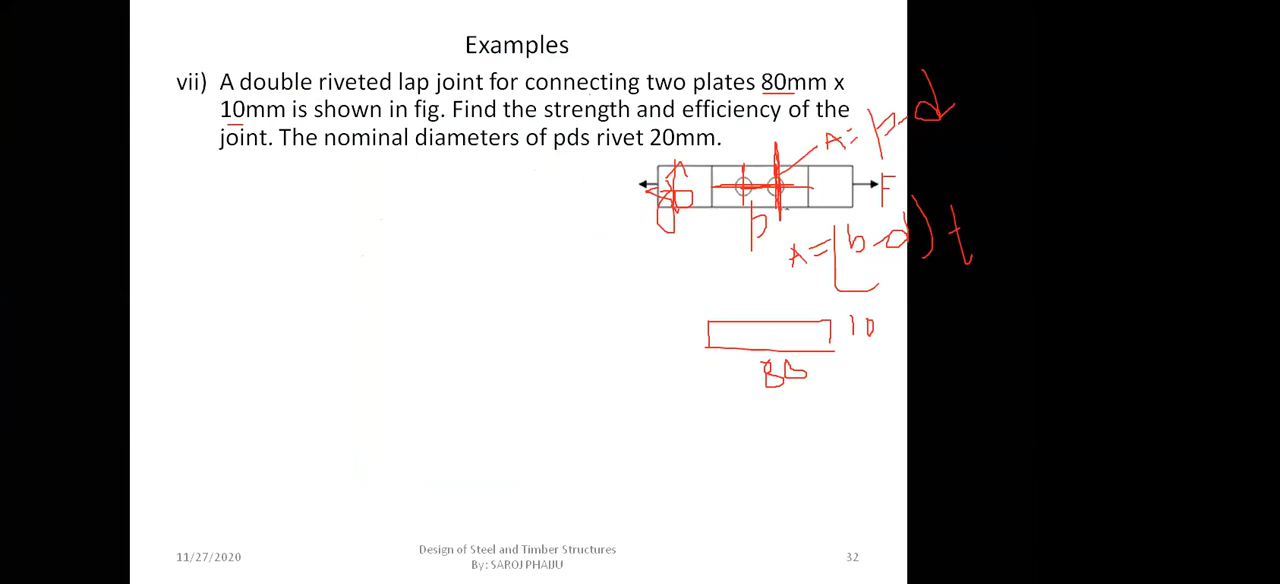 Examples
vii) A double riveted lap joint for connecting two plates 80mm x
10mm is shown in fig. Find the strength and efficiency of the
joint. The nominal diameters of pds rivet 20mm.
A= p-d
80
F
p
A=(b-d)t
10
80
11/27/2020
Design of Steel and Timber Structures
By: SAROJ PHAIJU
32